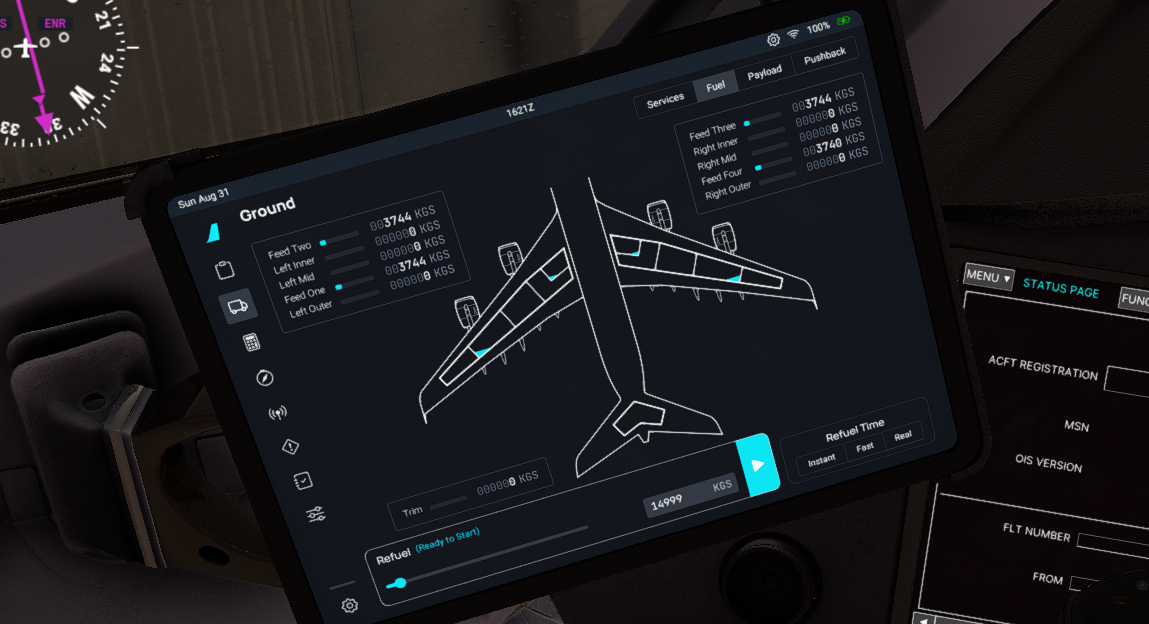 S
ENR
21
24
W
33
Sun Aug 31
1621Z
100%
Ground
Services
Fuel
Payload
Pushback
Feed Two 003744 KGS
Left Inner 000000 KGS
Left Mid 000000 KGS
Feed One 003744 KGS
Left Outer 000000 KGS
Feed Three 003744 KGS
Right Inner 000000 KGS
Right Mid 000000 KGS
Feed Four 003740 KGS
Right Outer 000000 KGS
Trim 000000 KGS
Refuel (Ready to Start)
14999 KGS
Refuel Time
Instant
Fast
Real
MENU
STATUS PAGE
FUNC
ACFT REGISTRATION
MSN
OIS VERSION
FLT NUMBER
FROM